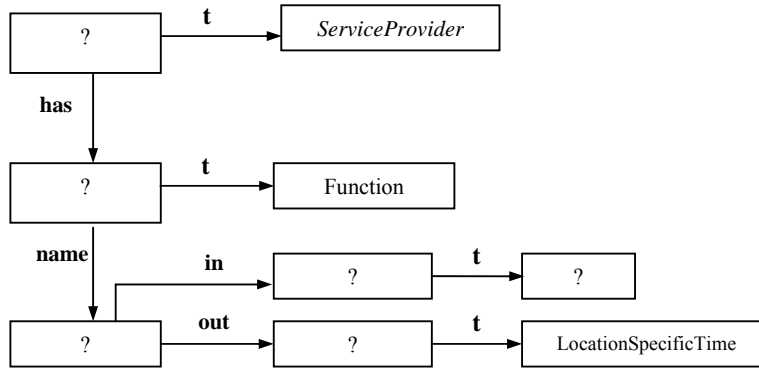 ? t ServiceProvider
has
? t Function
name
in ? t ?
? out ? t LocationSpecificTime